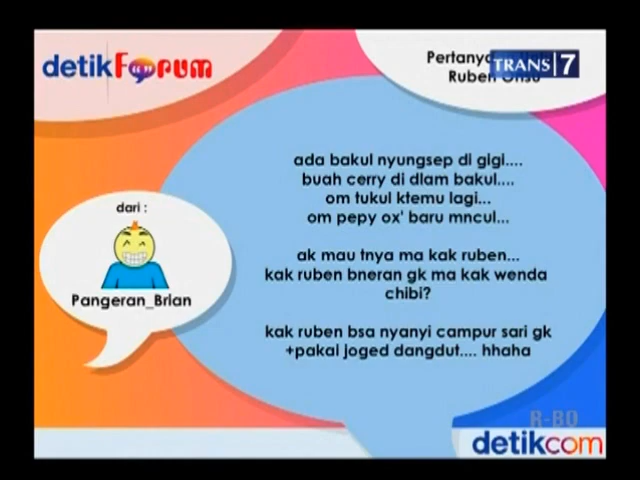 detikForum
TRANS|7
Ruben Onsu
ada bakul nyungsep di gigi....
buah cerry di dlam bakul....
om tukul ktemu lagi...
om pepy ox' baru mncul...
ak mau tnya ma kak ruben...
kak ruben bneran gk ma kak wenda
chibi?
kak ruben bsa nyanyi campur sari gk
+pakai joged dangdut.... hhaha
dari :
Pangeran_Brian
R-BO
detikcom